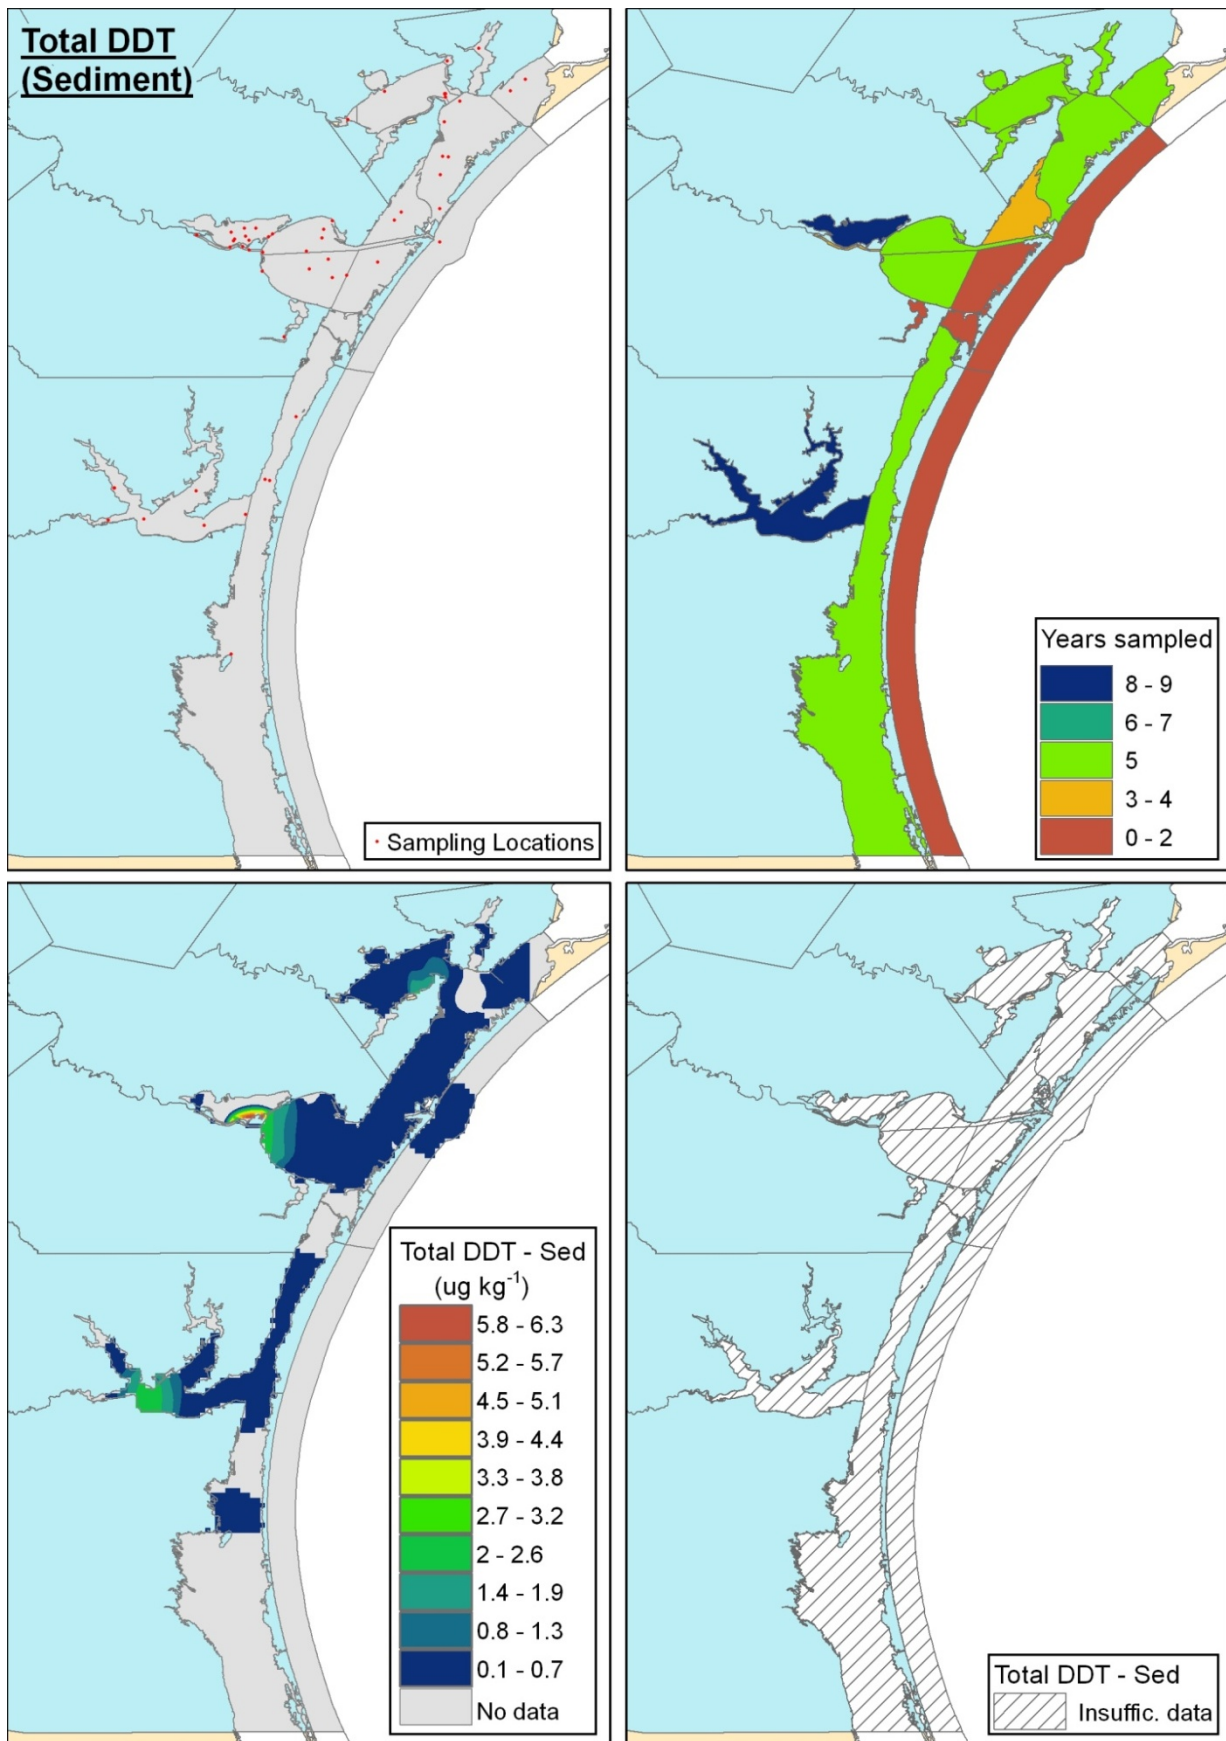 Total DDT
(Sediment)
Sampling Locations
Years sampled
8 - 9
6 - 7
5
3 - 4
0 - 2
Total DDT - Sed
(ug kg-1)
5.8 - 6.3
5.2 - 5.7
4.5 - 5.1
3.9 - 4.4
3.3 - 3.8
2.7 - 3.2
2 - 2.6
1.4 - 1.9
0.8 - 1.3
0.1 - 0.7
No data
Total DDT - Sed
Insuffic. data